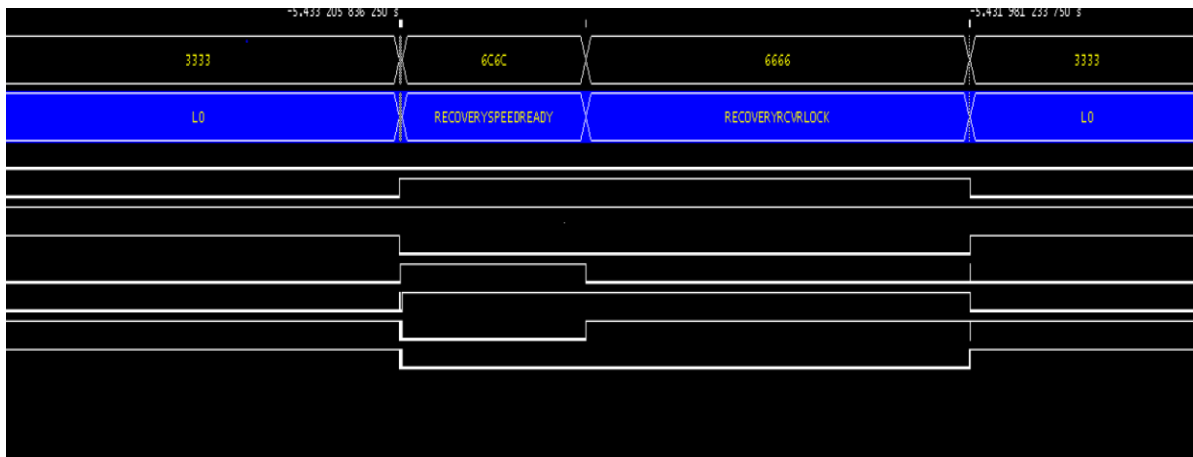 -5.433 205 836 250 s -5.431 981 233 750 s
3333 6C6C 6666 3333
L0 RECOVERYSPEEDREADY RECOVERYRCVRLOCK L0